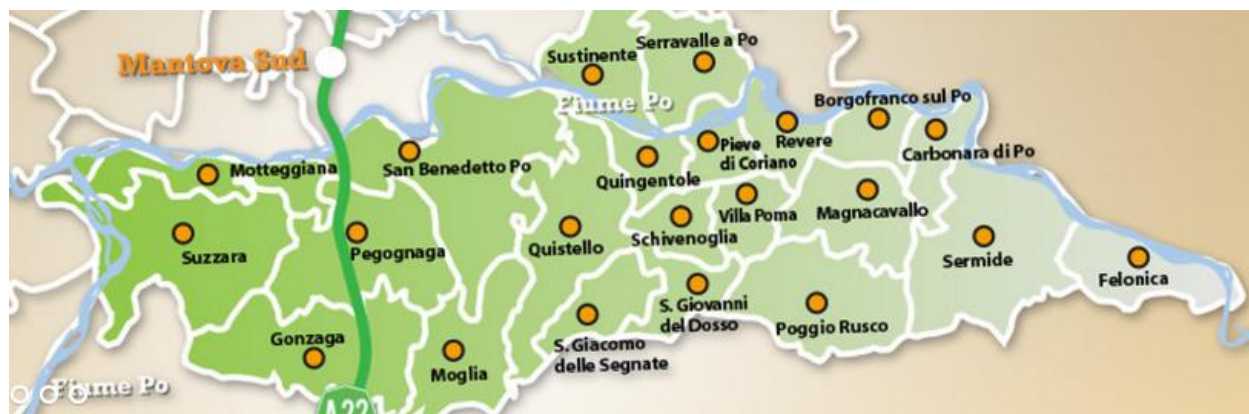 Mantova Sud
Sustinente
Serravalle a Po
Fiume Po
Borgofranco sul Po
Motteggiana
San Benedetto Po
Quingentole
Pieve
di Coriano
Revere
Carbonara di Po
Suzzara
Pegognaga
Quistello
Schivenoglia
Villa Poma
Magnacavallo
Sermide
Felonica
Gonzaga
Moglia
S. Giacomo
delle Segnate
S. Giovanni
del Dosso
Poggio Rusco
Fiume Po
A22